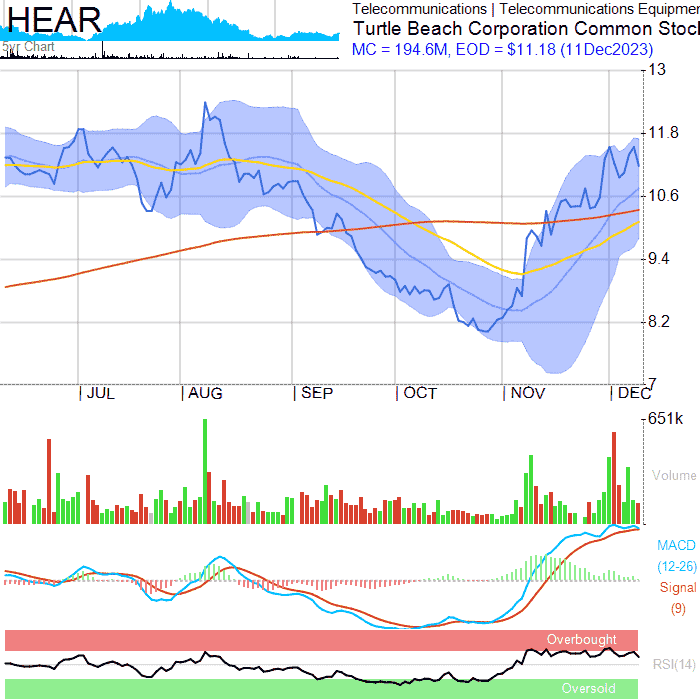 HEAR
5yr Chart
Telecommunications | Telecommunications Equipmen
Turtle Beach Corporation Common Stock
MC = 194.6M, EOD = $11.18 (11Dec2023)
13
11.8
10.6
9.4
8.2
7
JUL
AUG
SEP
OCT
NOV
DEC
651k
Volume
MACD
(12-26)
Signal
(9)
Overbought
RSI(14)
Oversold